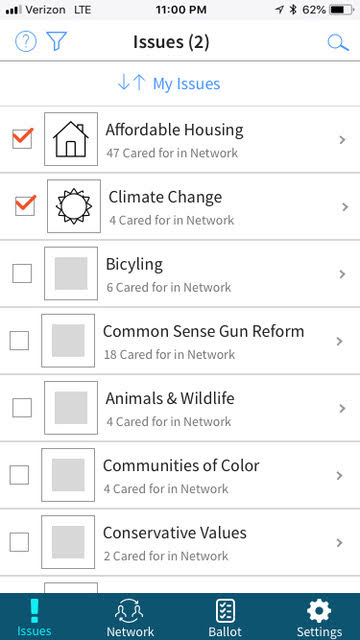 Verizon LTE 11:00 PM 62%
? Issues (2)
↓↑ My Issues
Affordable Housing
47 Cared for in Network
Climate Change
4 Cared for in Network
Bicyling
6 Cared for in Network
Common Sense Gun Reform
18 Cared for in Network
Animals & Wildlife
4 Cared for in Network
Communities of Color
4 Cared for in Network
Conservative Values
2 Cared for in Network
Issues Network Ballot Settings